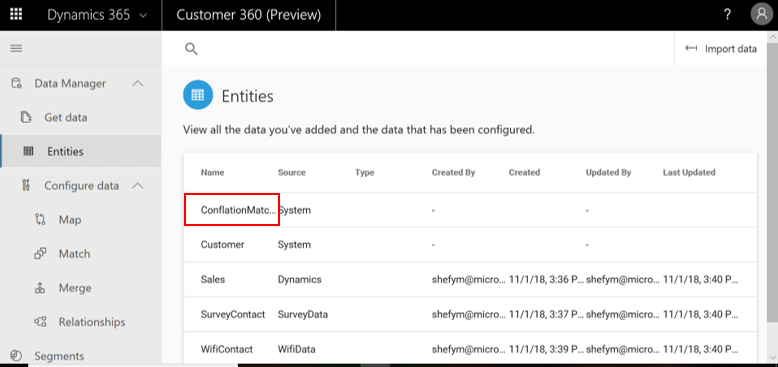 Dynamics 365 Customer 360 (Preview) ?
Import data
Data Manager
Get data
Entities
Configure data
Map
Match
Merge
Relationships
Segments
Entities
View all the data you've added and the data that has been configured.
Name Source Type Created By Created Updated By Last Updated
ConflationMatc... System - -
Customer System - -
Sales Dynamics shefym@micro... 11/1/18, 3:36 P... shefym@micro... 11/1/18, 3:40 P...
SurveyContact SurveyData shefym@micro... 11/1/18, 3:37 P... shefym@micro... 11/1/18, 3:40 P...
WifiContact WifiData shefym@micro... 11/1/18, 3:39 P... shefym@micro... 11/1/18, 3:40 P...